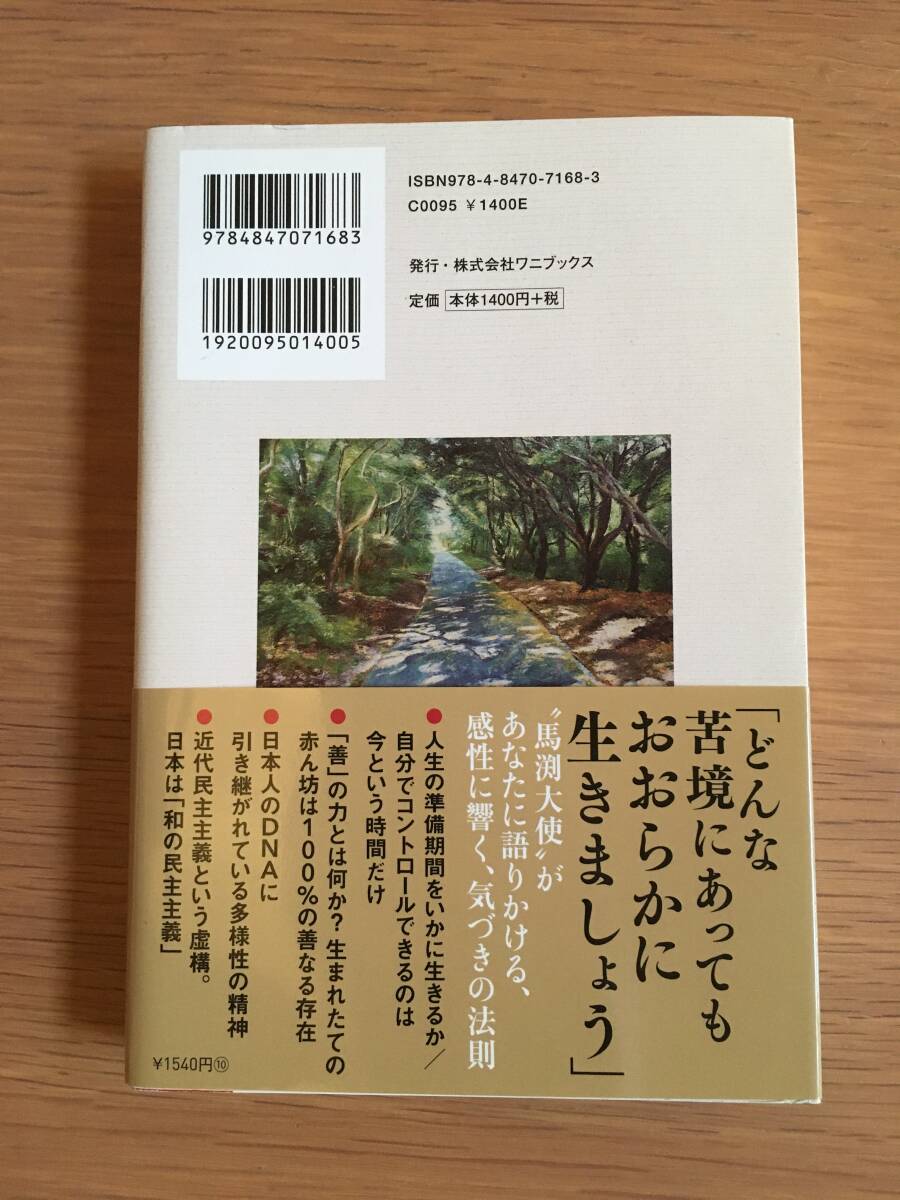 9784847071683
1920095014005
ISBN978-4-8470-7168-3
C0095 ¥1400E
発行・株式会社ワニブックス
定価 本体1400円+税
「どんな
苦境にあっても
おおらかに
生きましょう」
〝馬渕大使〟が
あなたに語りかける、
感性に響く、気づきの法則
●人生の準備期間をいかに生きるか/
自分でコントロールできるのは
今という時間だけ
●「善」の力とは何か? 生まれたての
赤ん坊は100%の善なる存在
●日本人のDNAに
引き継がれている多様性の精神
●近代民主主義という虚構。
日本は「和の民主主義」
¥1540円⑩